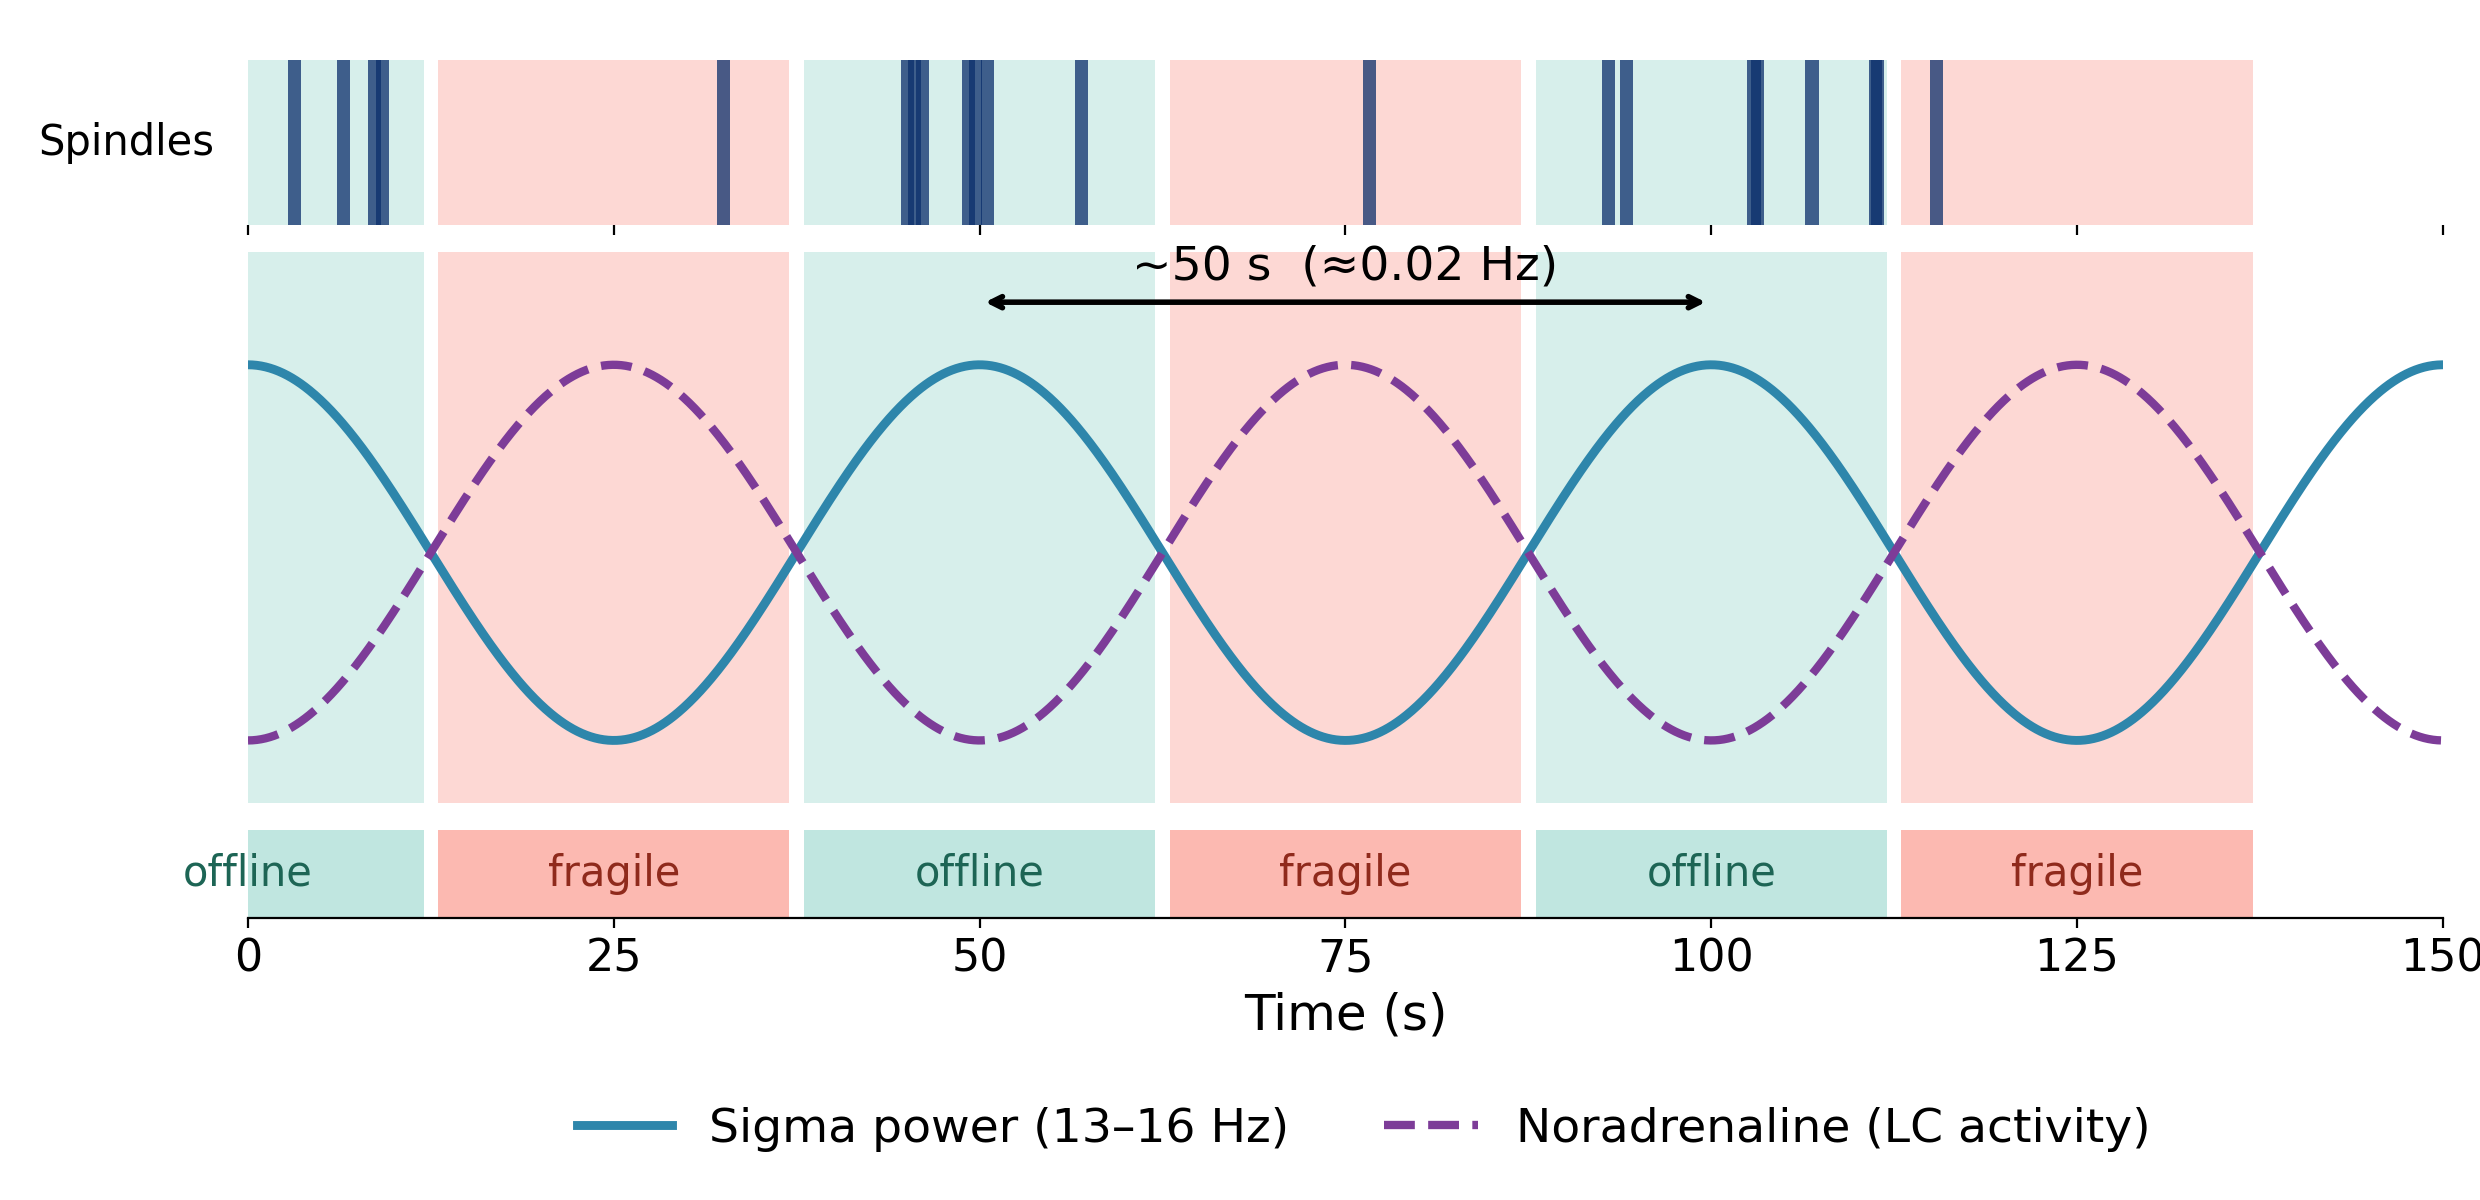 Spindles
~50 s (≈0.02 Hz)
offline fragile offline fragile offline fragile
0 25 50 75 100 125 150
Time (s)
Sigma power (13–16 Hz) Noradrenaline (LC activity)